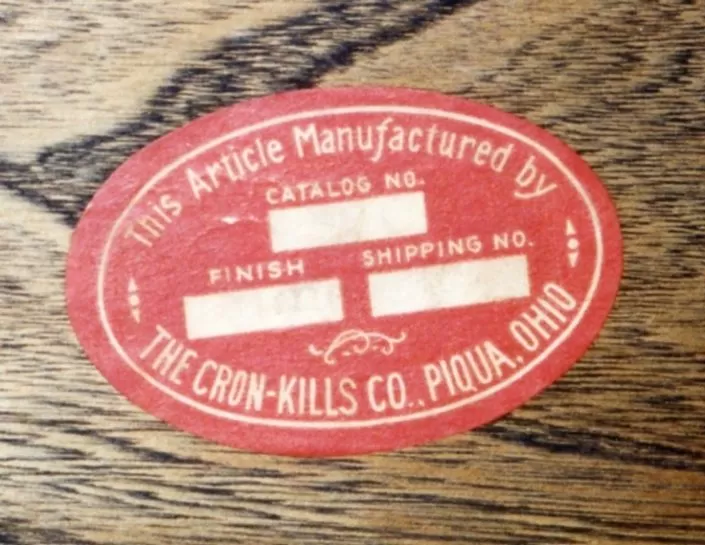 This Article Manufactured by
CATALOG NO.
FINISH
SHIPPING NO.
THE CRON-KILLS CO., PIQUA, OHIO